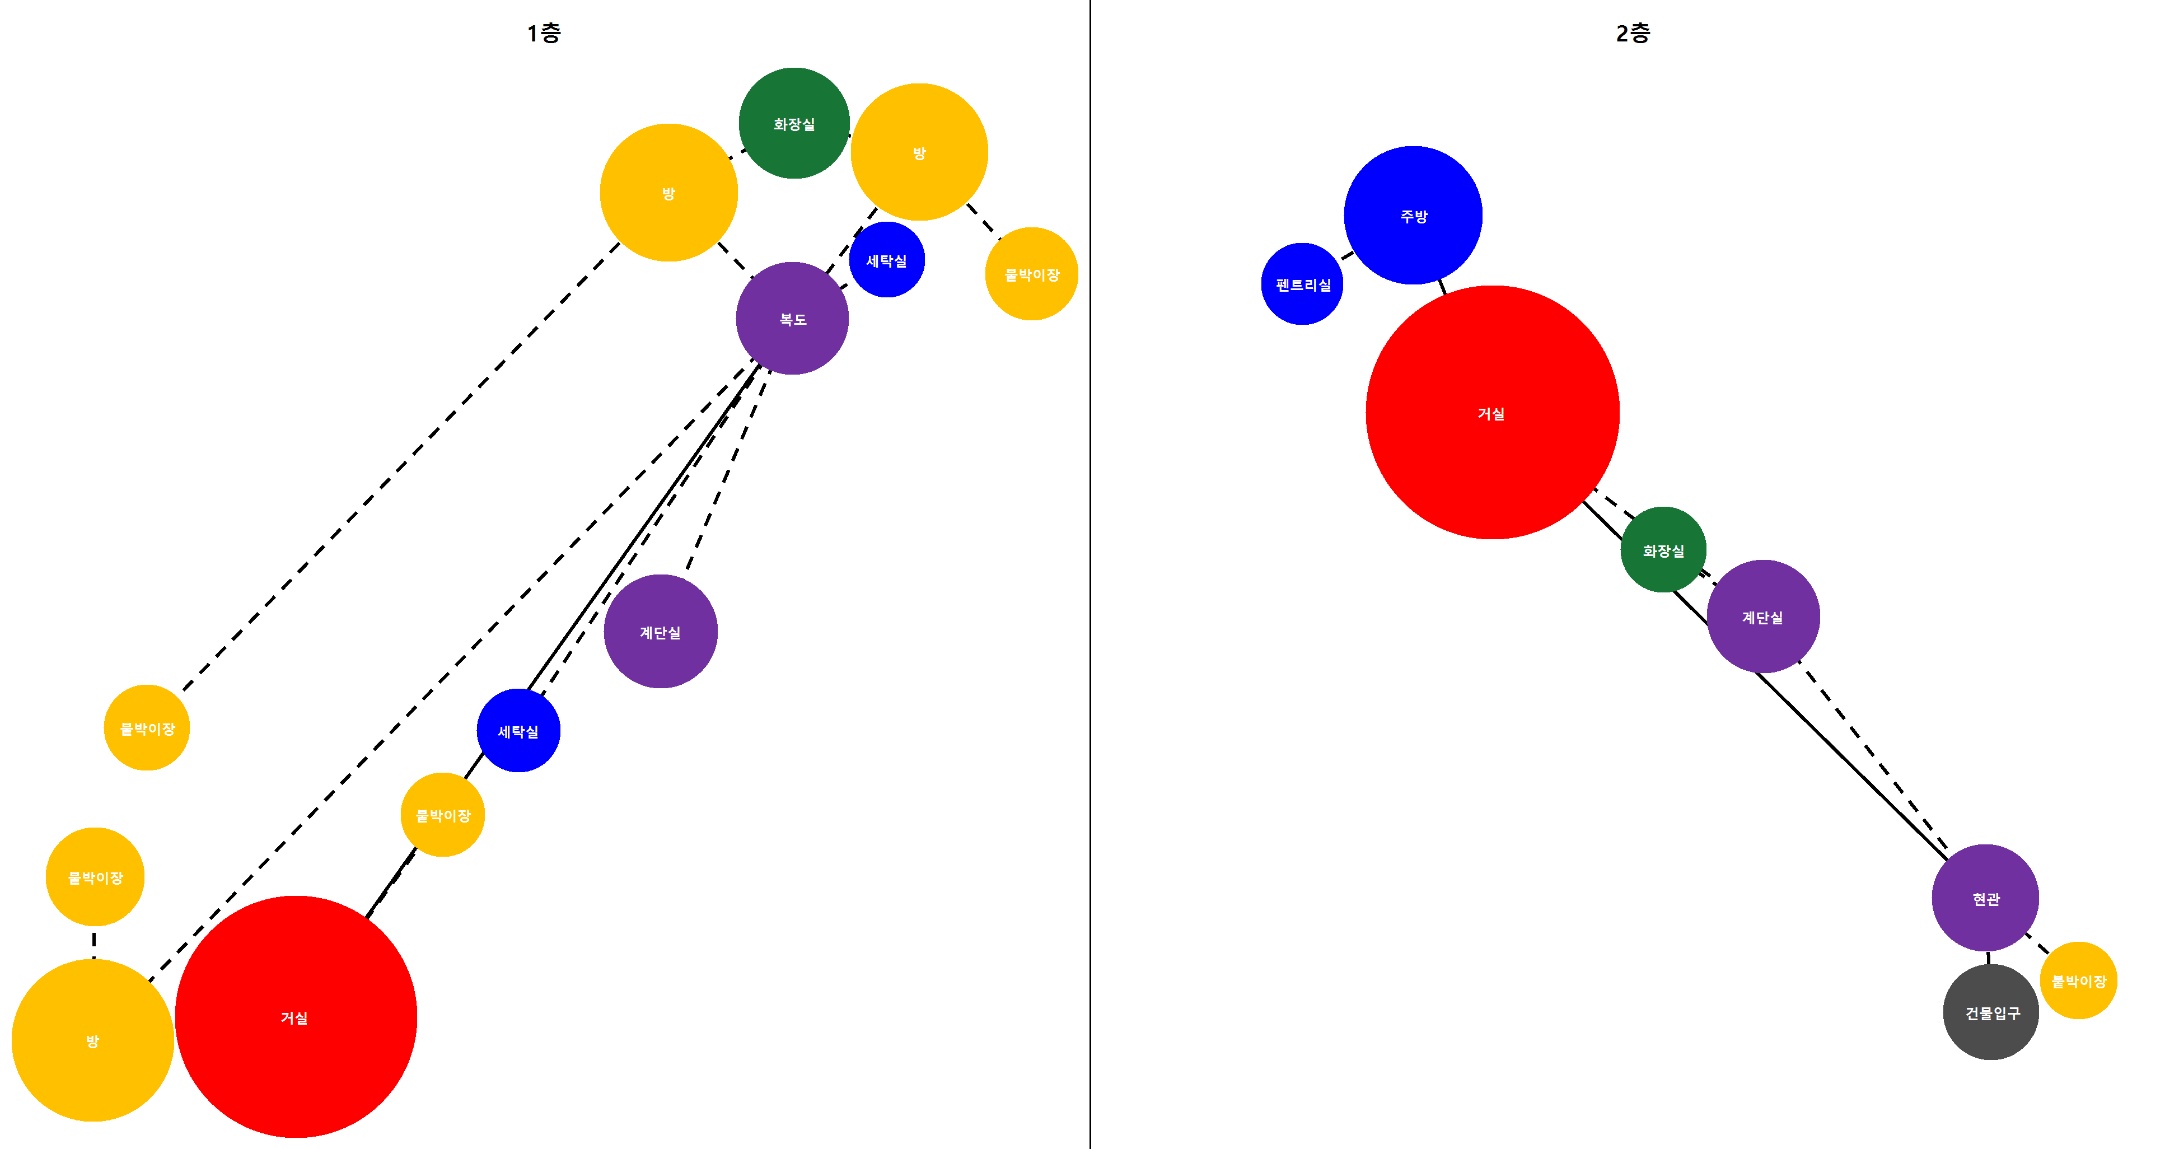 1층
화장실
방
방
세탁실
붙박이장
복도
계단실
붙박이장
세탁실
붙박이장
붙박이장
거실
방
2층
주방
펜트리실
거실
화장실
계단실
현관
붙박이장
건물입구